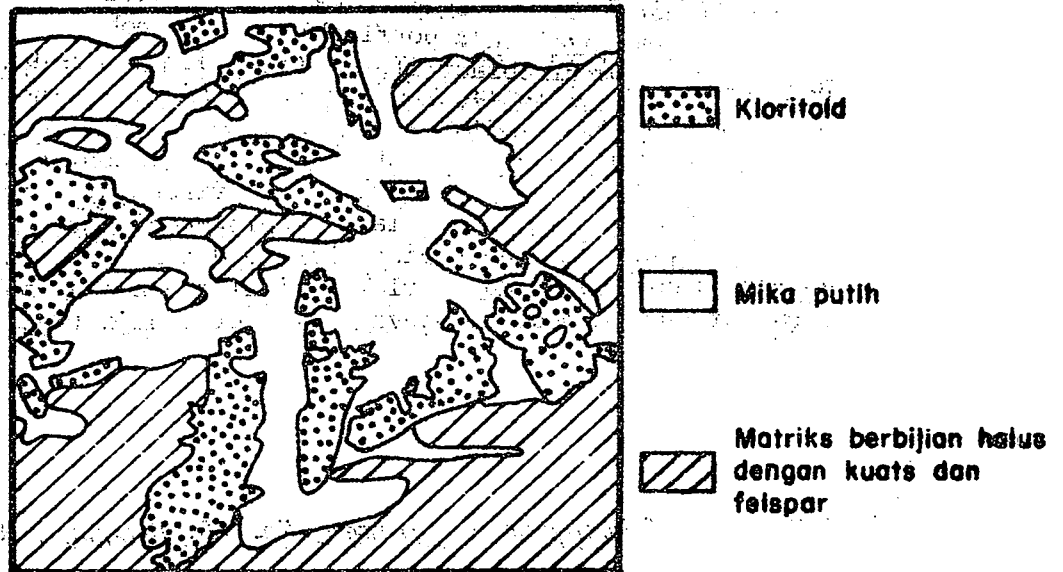 Kloritoid
Mika putih
Matriks berbijian halus
dengan kuats dan
felspar